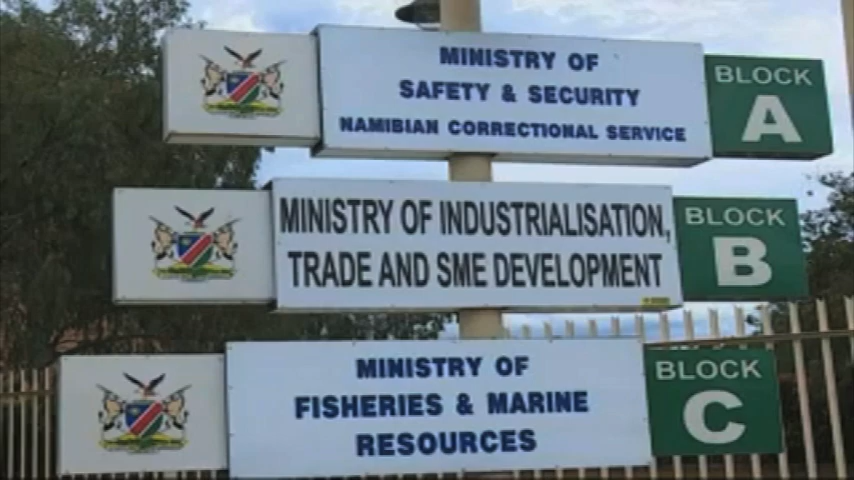 MINISTRY OF
SAFETY & SECURITY
NAMIBIAN CORRECTIONAL SERVICE
BLOCK
A
MINISTRY OF INDUSTRIALISATION,
TRADE AND SME DEVELOPMENT
BLOCK
B
MINISTRY OF
FISHERIES & MARINE
RESOURCES
BLOCK
C